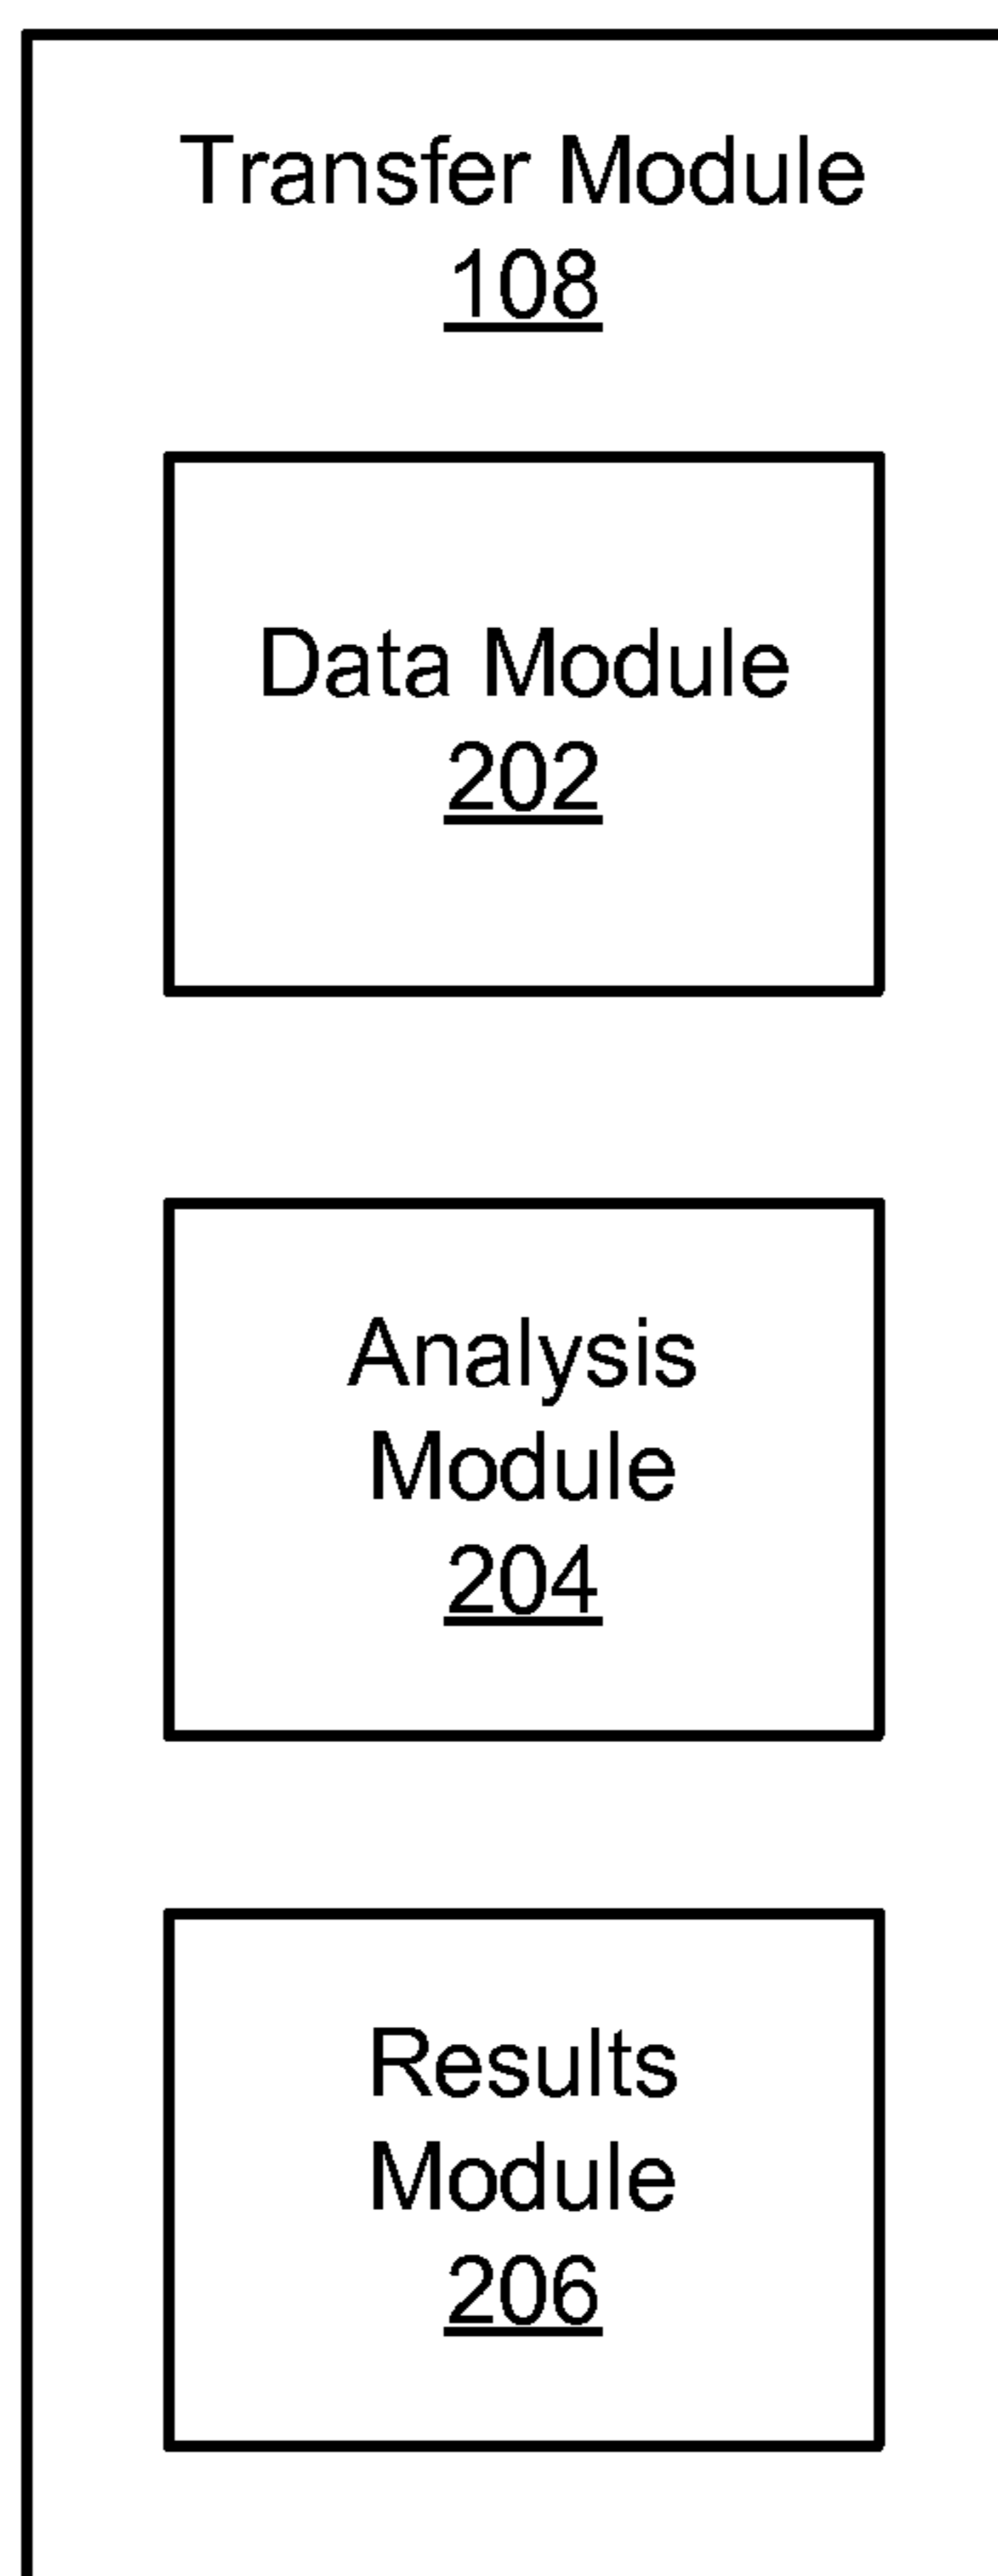 Transfer Module
108
Data Module
202
Analysis
Module
204
Results
Module
206